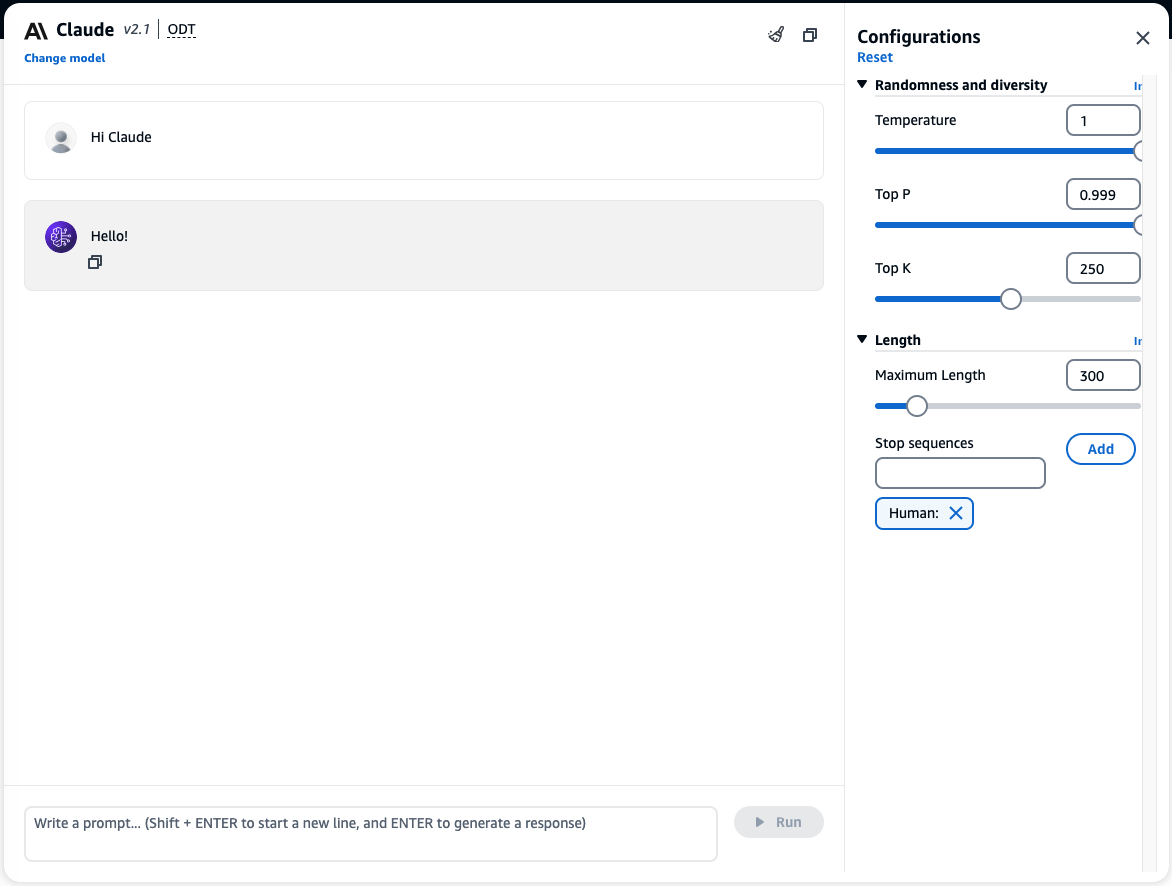 Claude v2.1 | ODT
Change model
Hi Claude
Hello!
Write a prompt... (Shift + ENTER to start a new line, and ENTER to generate a response)
Run
Configurations
Reset
Randomness and diversity
Temperature
1
Top P
0.999
Top K
250
Length
Maximum Length
300
Stop sequences
Add
Human: